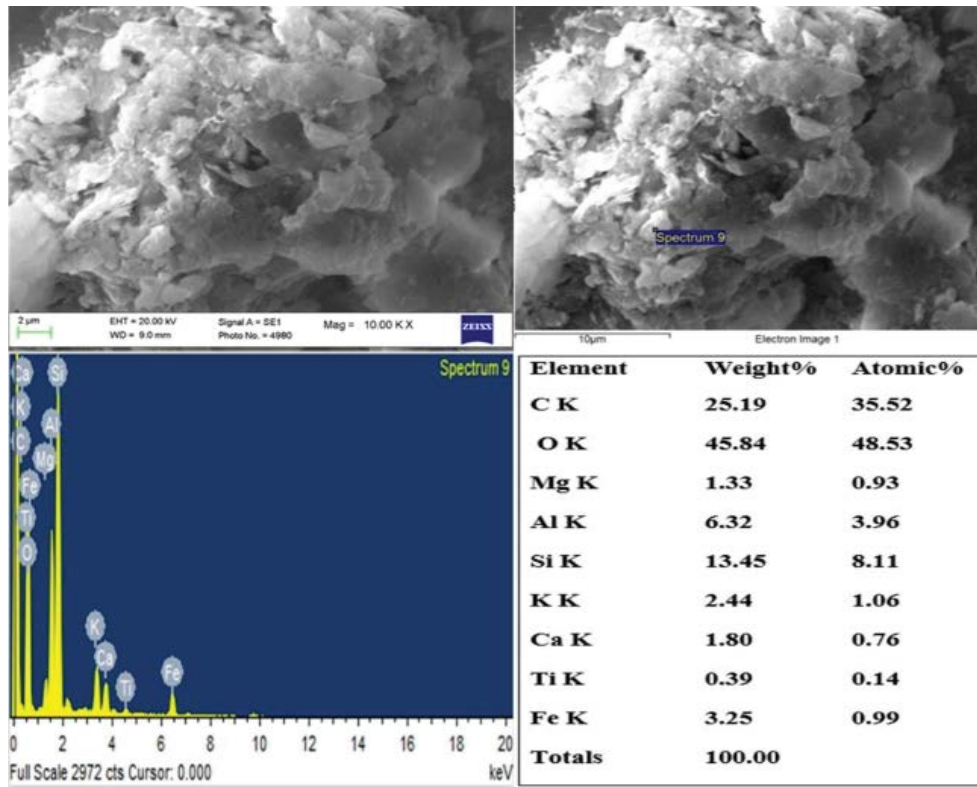 2 µm
EHT = 20.00 kV
WD = 9.0 mm
Signal A = SE1
Photo No. = 4980
Mag = 10.00 K X
ZEISS
Spectrum 9
10µm
Electron Image 1
Spectrum 9
Ca
Si
K
Al
C
Mg
Fe
Ti
O
K
Ca
Ti
Fe
0 2 4 6 8 10 12 14 16 18 20
Full Scale 2972 cts Cursor: 0.000 keV
Element Weight% Atomic%
C K 25.19 35.52
O K 45.84 48.53
Mg K 1.33 0.93
Al K 6.32 3.96
Si K 13.45 8.11
K K 2.44 1.06
Ca K 1.80 0.76
Ti K 0.39 0.14
Fe K 3.25 0.99
Totals 100.00